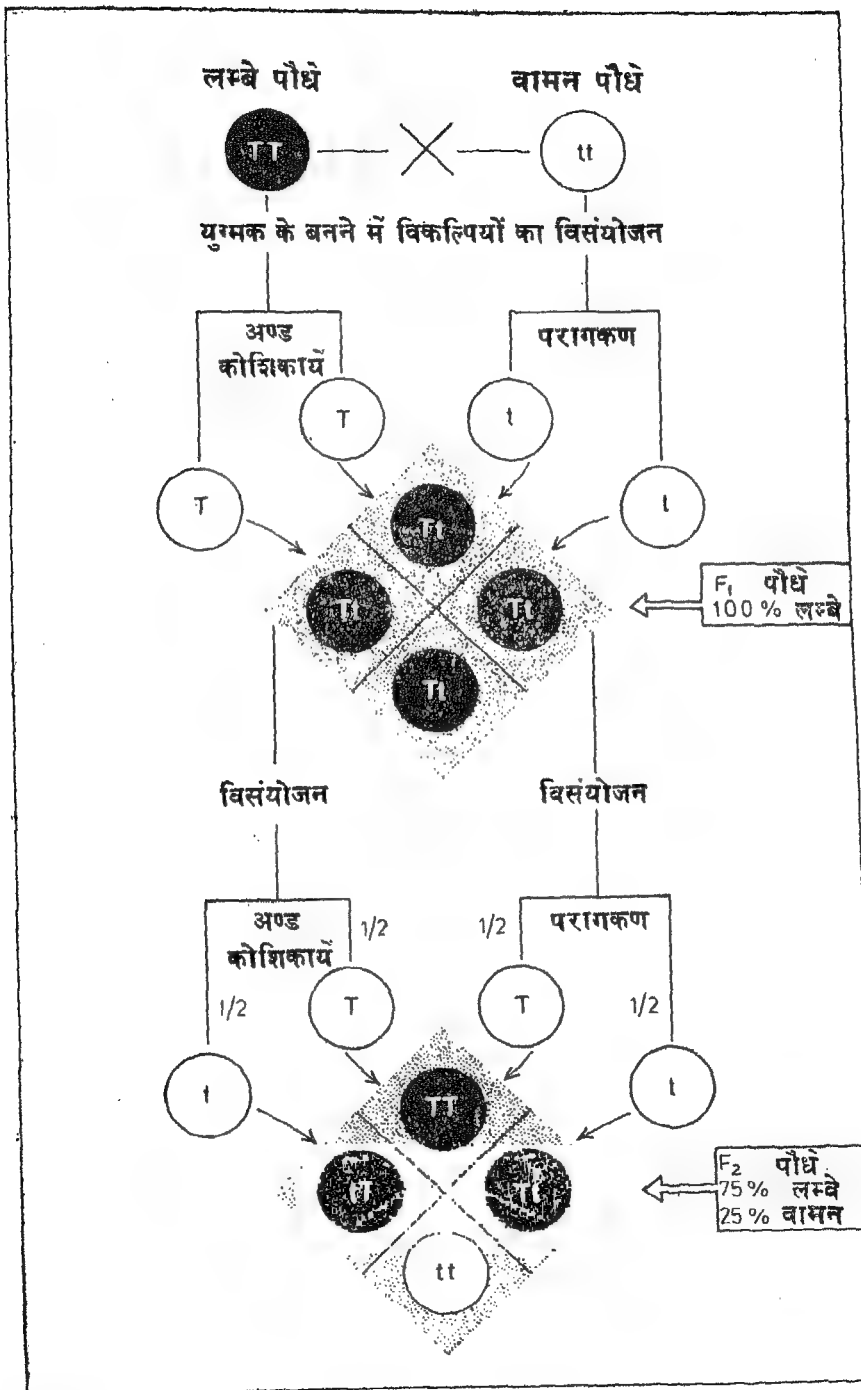 लम्बे पौधे
वामन पौधे
TT
tt
युग्मक के बनने में विकल्पियों का विसंयोजन
अण्ड
कोशिकायें
परागकण
T
t
T
t
Tt
Tt
Tt
Tt
F₁ पौधे
100% लम्बे
विसंयोजन
विसंयोजन
अण्ड
कोशिकायें
परागकण
1/2
1/2
1/2
1/2
T
T
t
t
TT
tt
F₂ पौधे
75% लम्बे
25% वामन